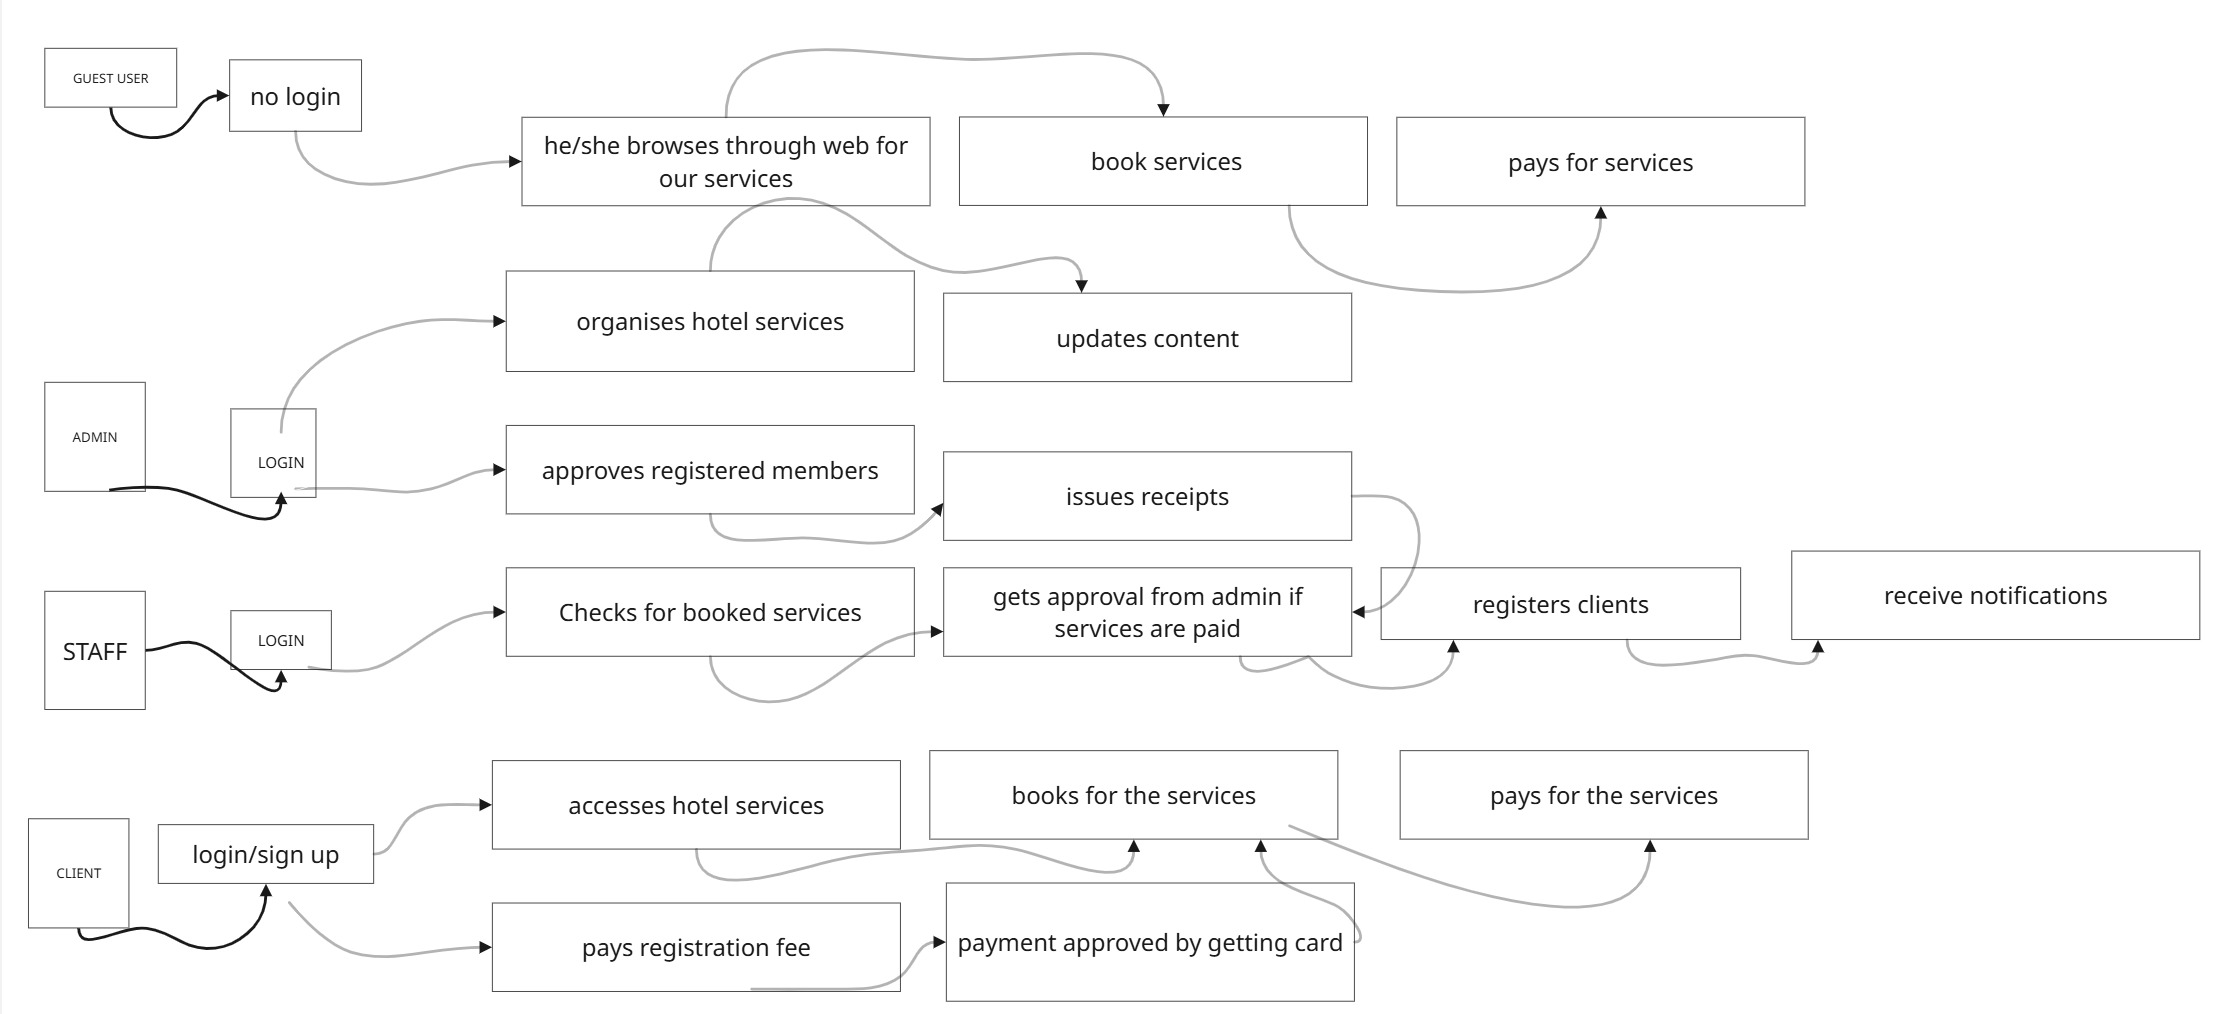 GUEST USER
no login
he/she browses through web for
our services
book services
pays for services
organises hotel services
updates content
ADMIN
LOGIN
approves registered members
issues receipts
STAFF
LOGIN
Checks for booked services
gets approval from admin if
services are paid
registers clients
receive notifications
CLIENT
login/sign up
accesses hotel services
books for the services
pays for the services
pays registration fee
payment approved by getting card